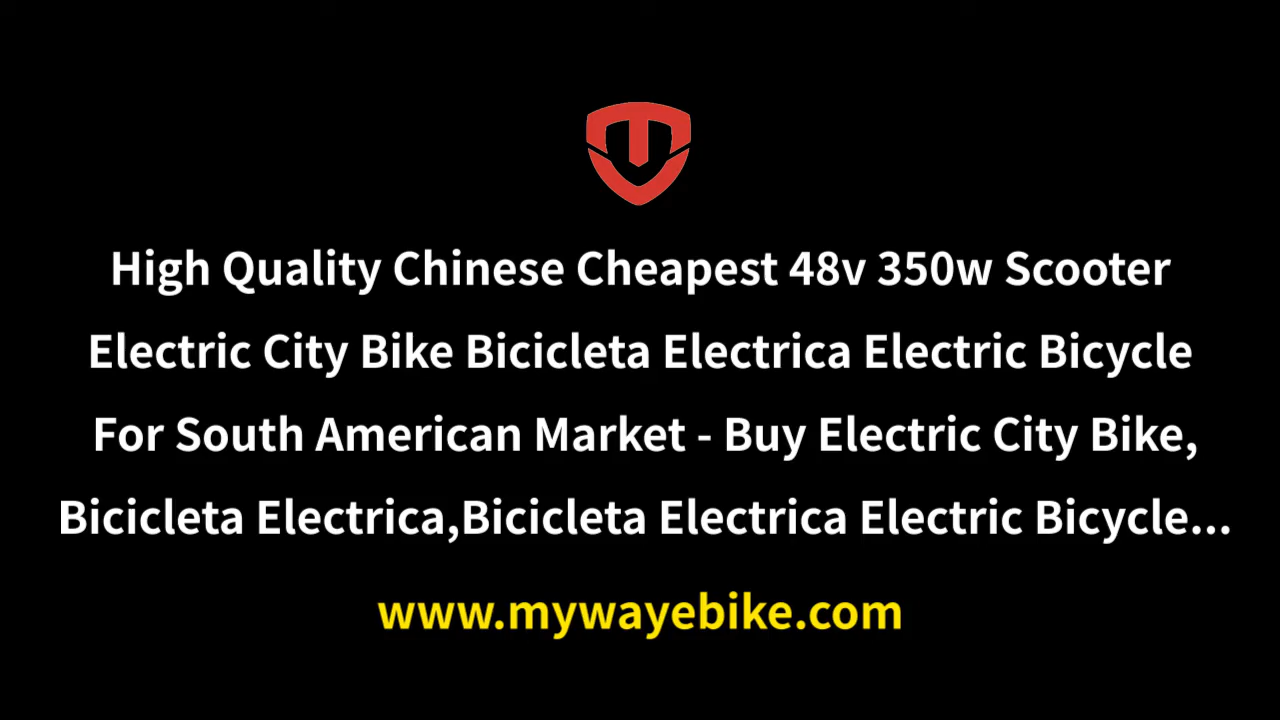 High Quality Chinese Cheapest 48v 350w Scooter
Electric City Bike Bicicleta Electrica Electric Bicycle
For South American Market - Buy Electric City Bike,
Bicicleta Electrica,Bicicleta Electrica Electric Bicycle...
www.mywayebike.com